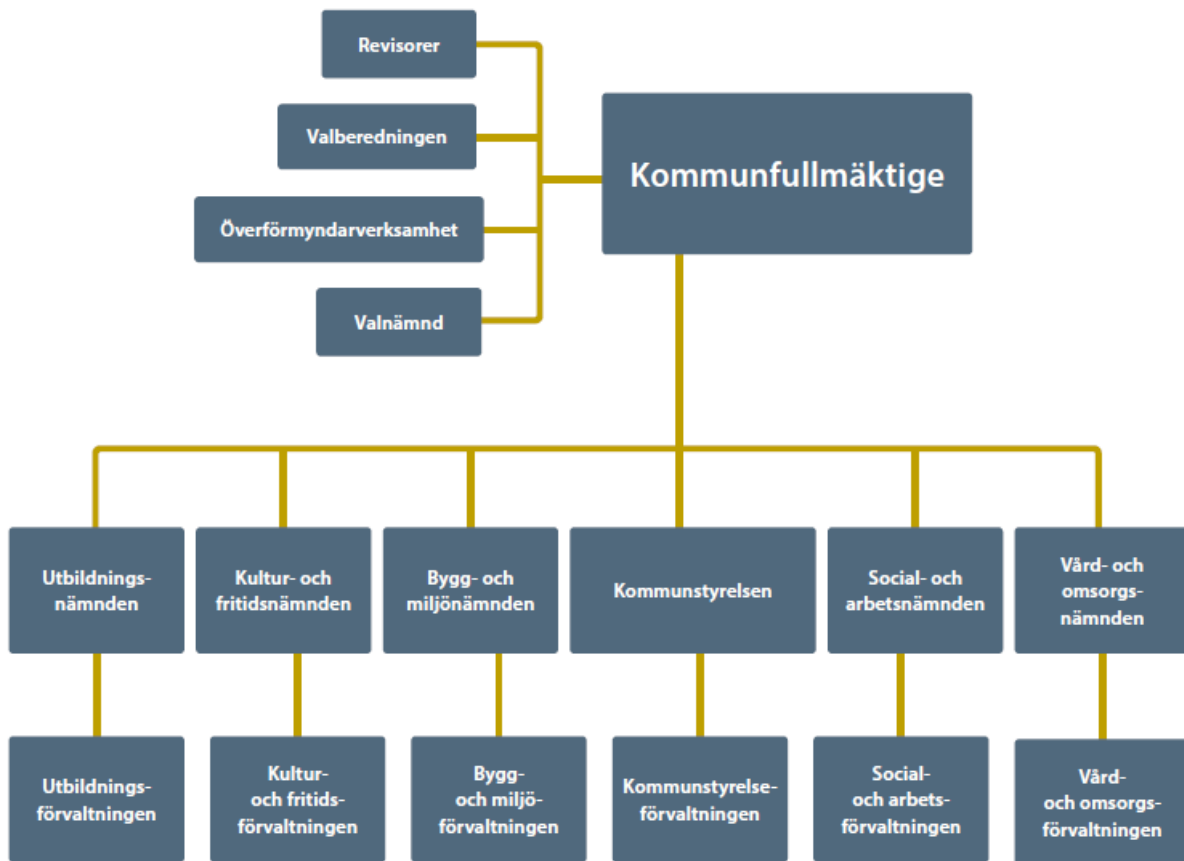 Revisorer
Valberedningen
Överförmyndarverksamhet
Valnämnd
Kommunfullmäktige
Utbildnings-
nämnden
Kultur- och
fritidsnämnden
Bygg- och
miljönämnden
Kommunstyrelsen
Social- och
arbetsnämnden
Vård- och
omsorgs-
nämnden
Utbildnings-
förvaltningen
Kultur-
och fritids-
förvaltningen
Bygg-
och miljö-
förvaltningen
Kommunstyrelse-
förvaltningen
Social-
och arbets-
förvaltningen
Vård-
och omsorgs-
förvaltningen